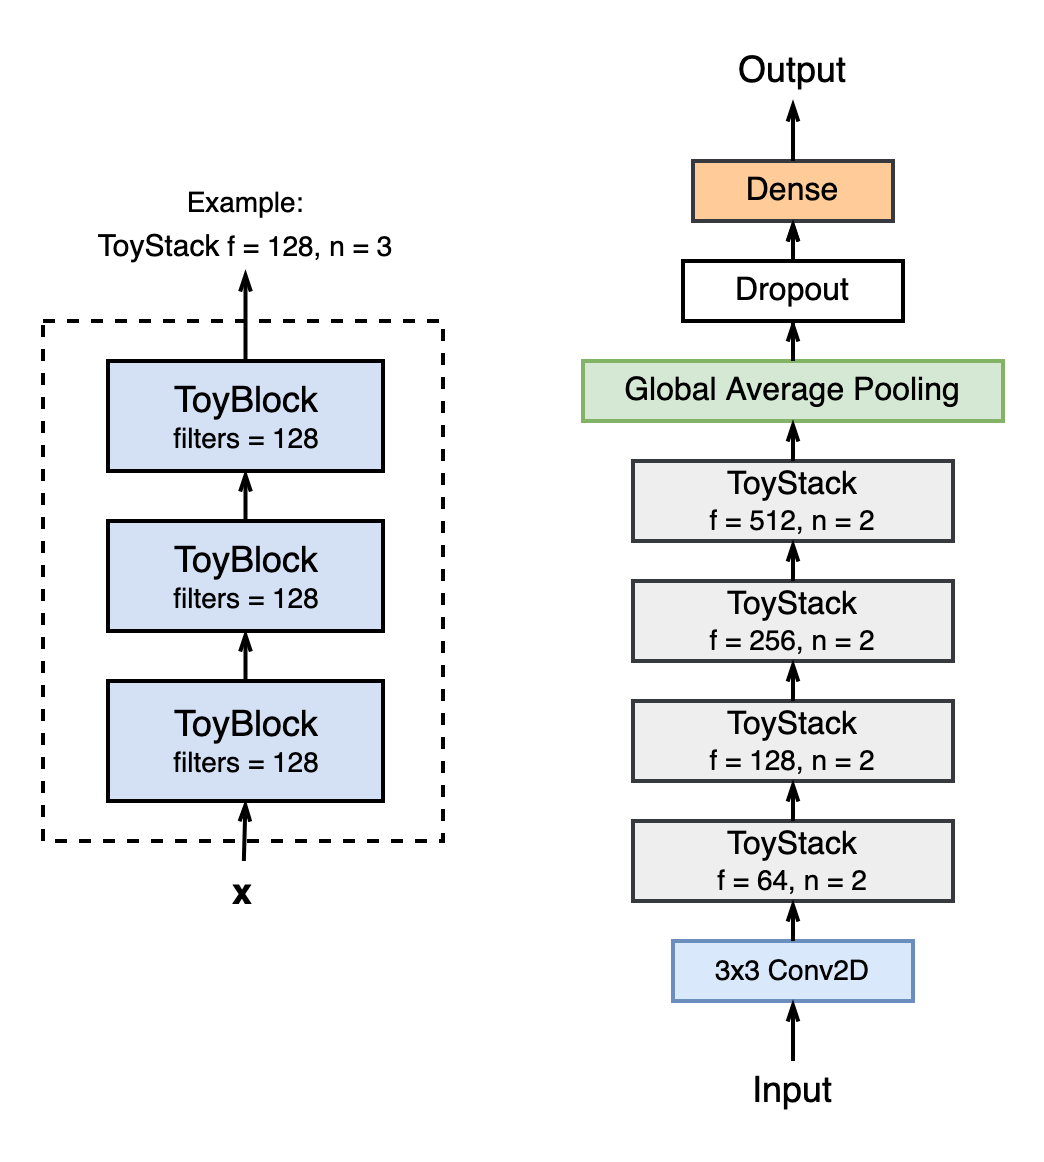 Example:
ToyStack f = 128, n = 3
ToyBlock
filters = 128
ToyBlock
filters = 128
ToyBlock
filters = 128
x
Output
Dense
Dropout
Global Average Pooling
ToyStack
f = 512, n = 2
ToyStack
f = 256, n = 2
ToyStack
f = 128, n = 2
ToyStack
f = 64, n = 2
3x3 Conv2D
Input